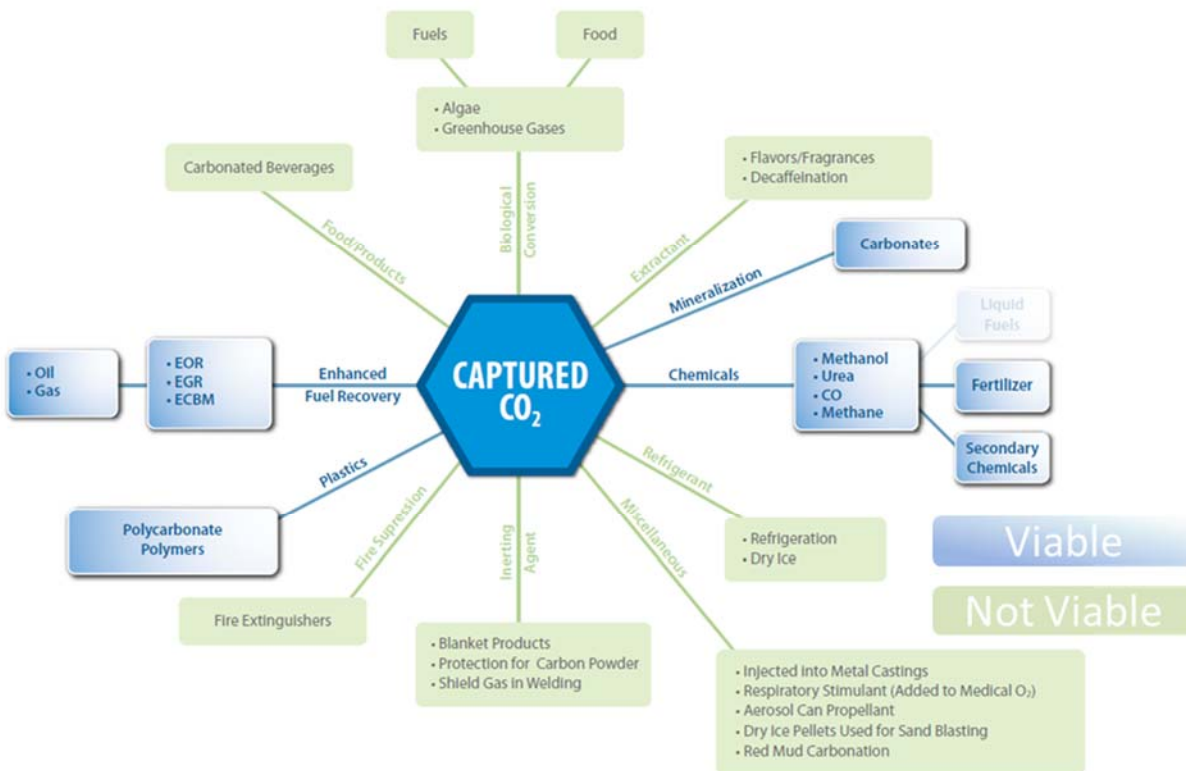 Fuels
Food
• Algae
• Greenhouse Gases
Carbonated Beverages
• Flavors/Fragrances
• Decaffeination
Food/Products
Biological
Conversion
Extractant
Mineralization
Carbonates
• Oil
• Gas
• EOR
• EGR
• ECBM
Enhanced
Fuel Recovery
CAPTURED
CO₂
Chemicals
• Methanol
• Urea
• CO
• Methane
Liquid
Fuels
Fertilizer
Secondary
Chemicals
Plastics
Polycarbonate
Polymers
Fire Supression
Fire Extinguishers
Inerting
Agent
• Blanket Products
• Protection for Carbon Powder
• Shield Gas in Welding
Miscellaneous
Refrigerant
• Refrigeration
• Dry Ice
• Injected into Metal Castings
• Respiratory Stimulant (Added to Medical O₂)
• Aerosol Can Propellant
• Dry Ice Pellets Used for Sand Blasting
• Red Mud Carbonation
Viable
Not Viable